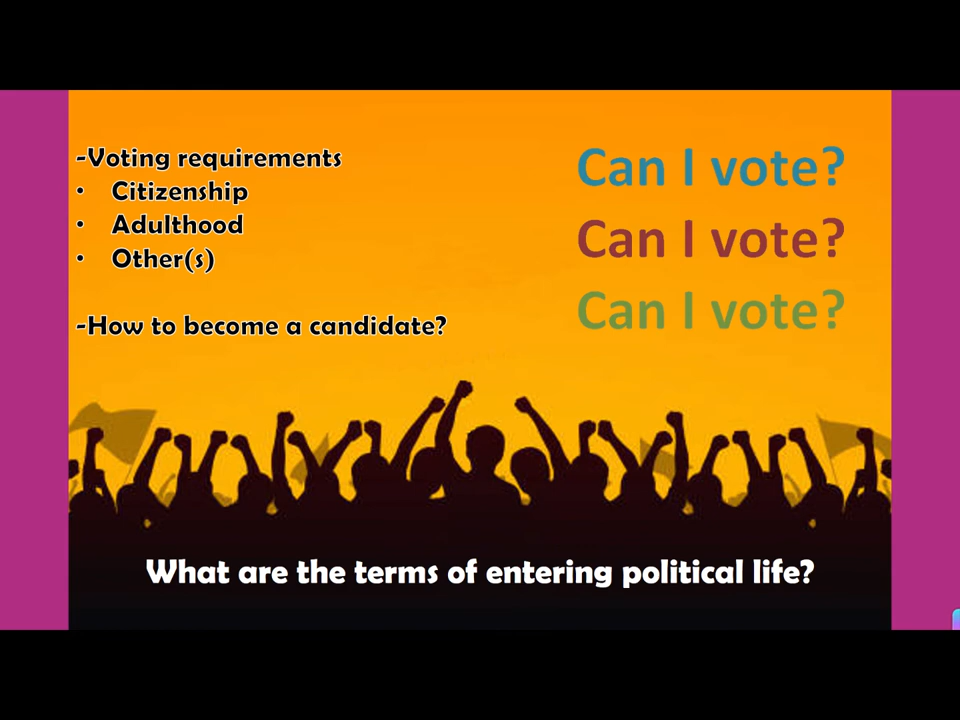 -Voting requirements
• Citizenship
• Adulthood
• Other(s)
-How to become a candidate?
Can I vote?
Can I vote?
Can I vote?
What are the terms of entering political life?